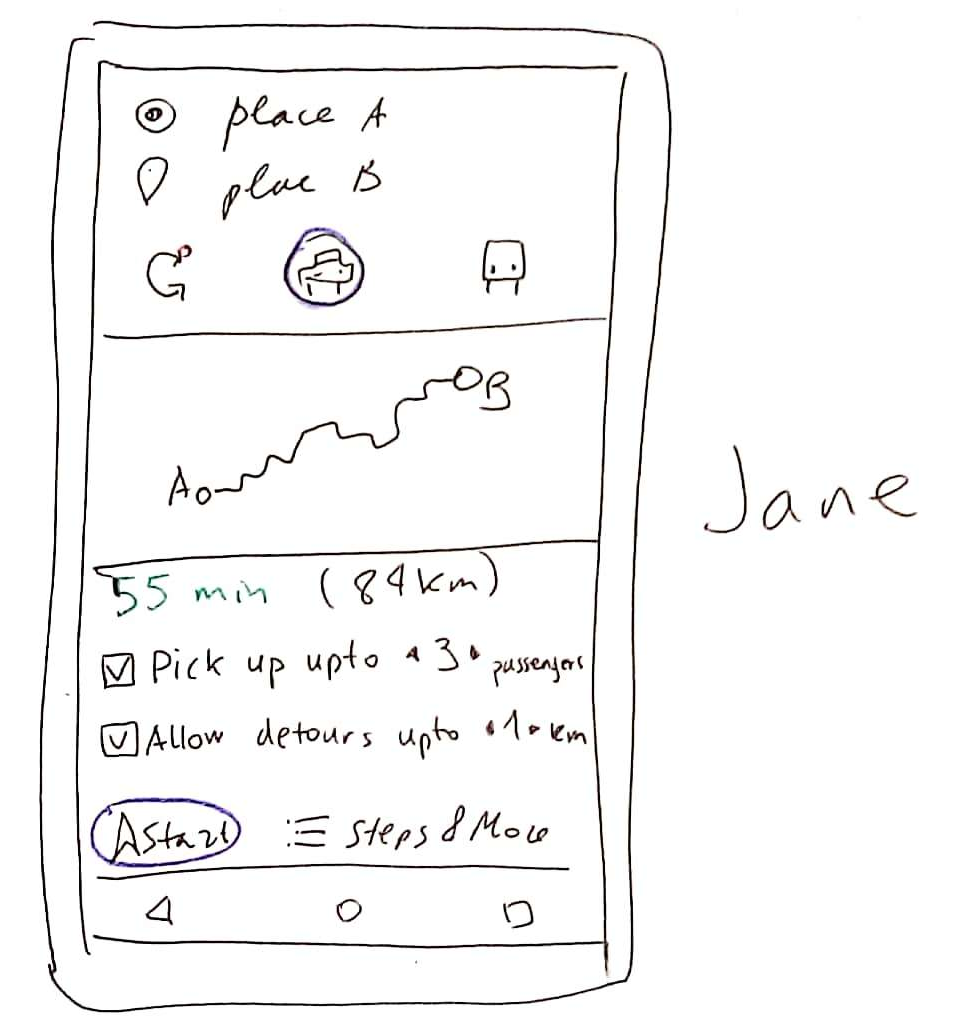 place A
plac B
A
B
55 min (84km)
Pick up upto 3 passengers
Allow detours upto 1 km
Start
Steps & More
Jane